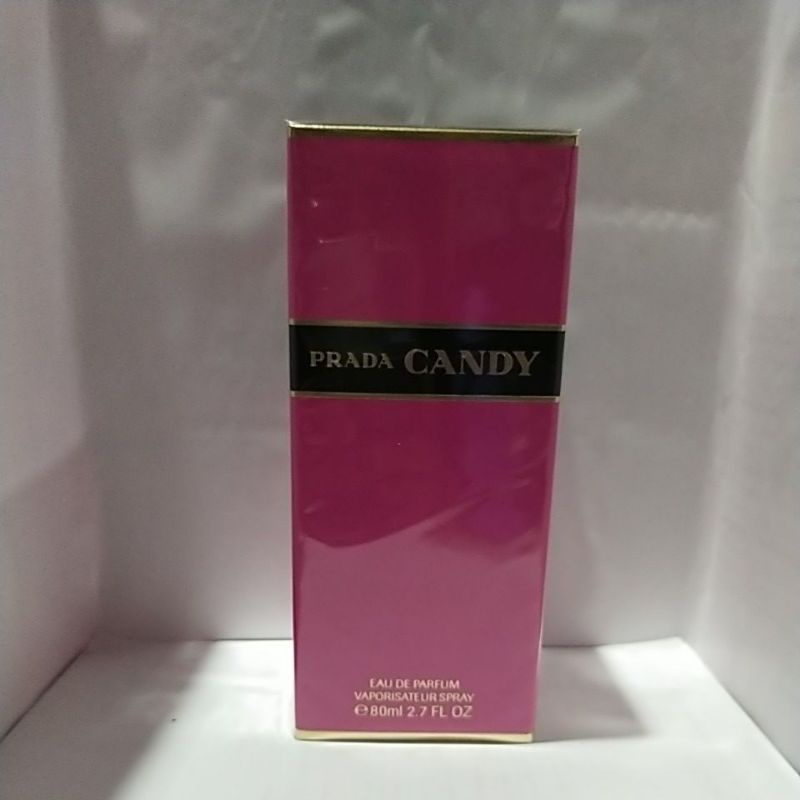 PRADA CANDY
EAU DE PARFUM
VAPORISATEUR SPRAY
℮80ml 2.7 FL OZ